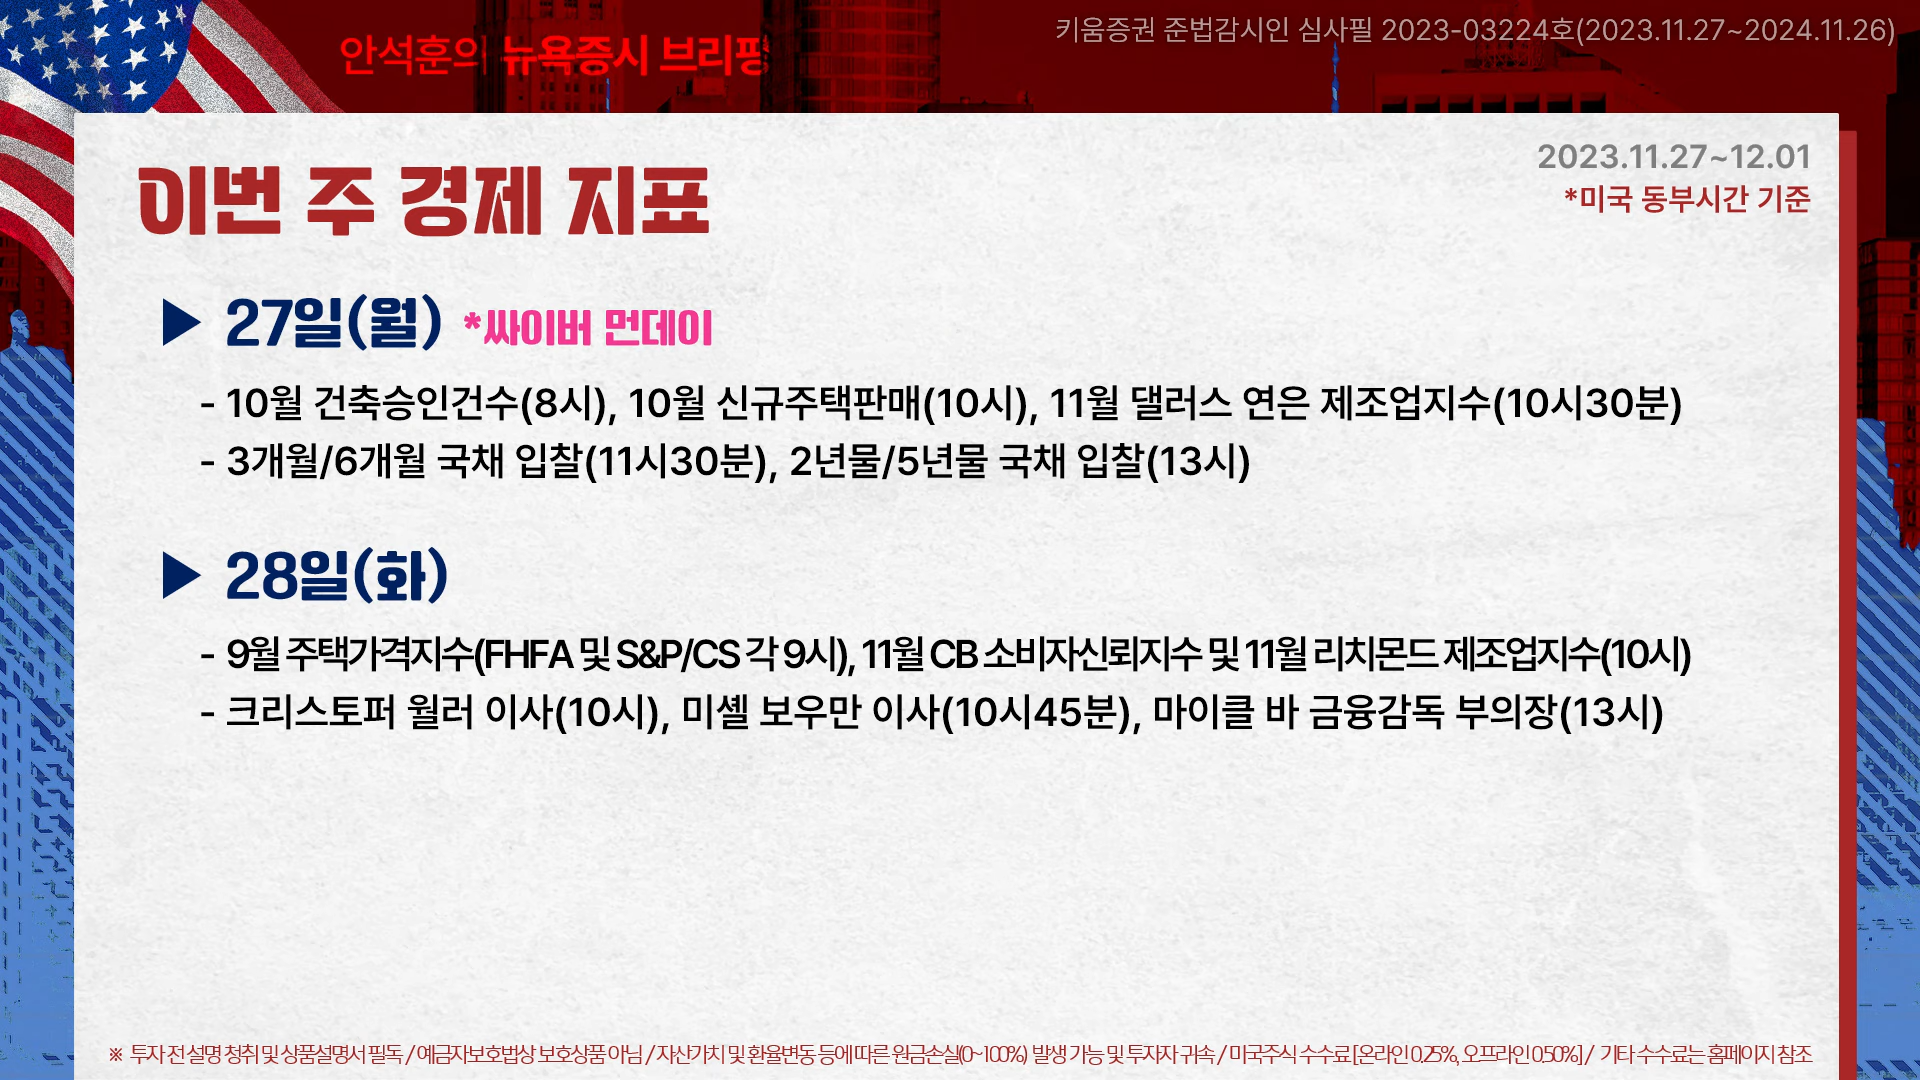 안석훈의 뉴욕증시 브리핑
키움증권 준법감시인 심사필 2023-03224호(2023.11.27~2024.11.26)
2023.11.27~12.01
*미국 동부시간 기준
이번 주 경제 지표
▶ 27일(월) *싸이버 먼데이
- 10월 건축승인건수(8시), 10월 신규주택판매(10시), 11월 댈러스 연은 제조업지수(10시30분)
- 3개월/6개월 국채 입찰(11시30분), 2년물/5년물 국채 입찰(13시)
▶ 28일(화)
- 9월 주택가격지수(FHFA 및 S&P/CS 각 9시), 11월 CB 소비자신뢰지수 및 11월 리치몬드 제조업지수(10시)
- 크리스토퍼 월러 이사(10시), 미셸 보우만 이사(10시45분), 마이클 바 금융감독 부의장(13시)
※ 투자 전 설명 청취 및 상품설명서 필독 / 예금자보호법상 보호상품 아님 / 자산가치 및 환율변동 등에 따른 원금손실(0~100%) 발생 가능 및 투자자 귀속 / 미국주식 수수료 [온라인 0.25%, 오프라인 0.50%] / 기타 수수료는 홈페이지 참조